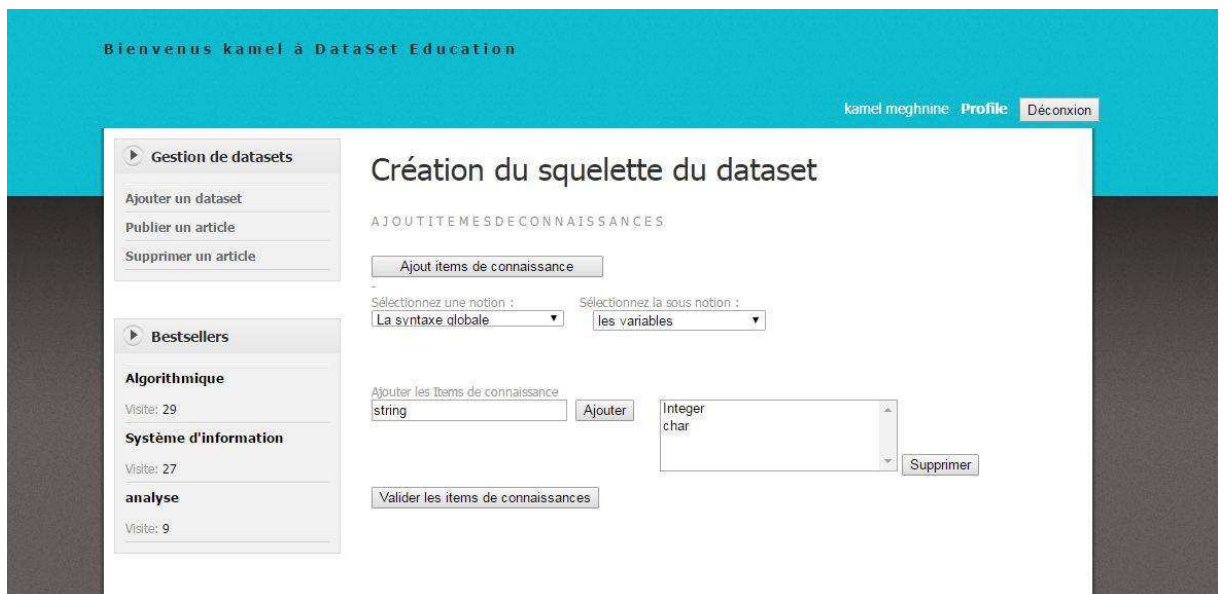 Bienvenus kamel à DataSet Education
kamel meghnine Profile Déconxion
Gestion de datasets
Ajouter un dataset
Publier un article
Supprimer un article
Bestsellers
Algorithmique
Visite: 29
Système d'information
Visite: 27
analyse
Visite: 9
Création du squelette du dataset
AJOUTITEMESDECONNAISSANCES
Ajout items de connaissance
-
Sélectionnez une notion : Sélectionnez la sous notion :
La syntaxe globale les variables
Ajouter les Items de connaissance
string Ajouter
Integer
char
Supprimer
Valider les items de connaissances